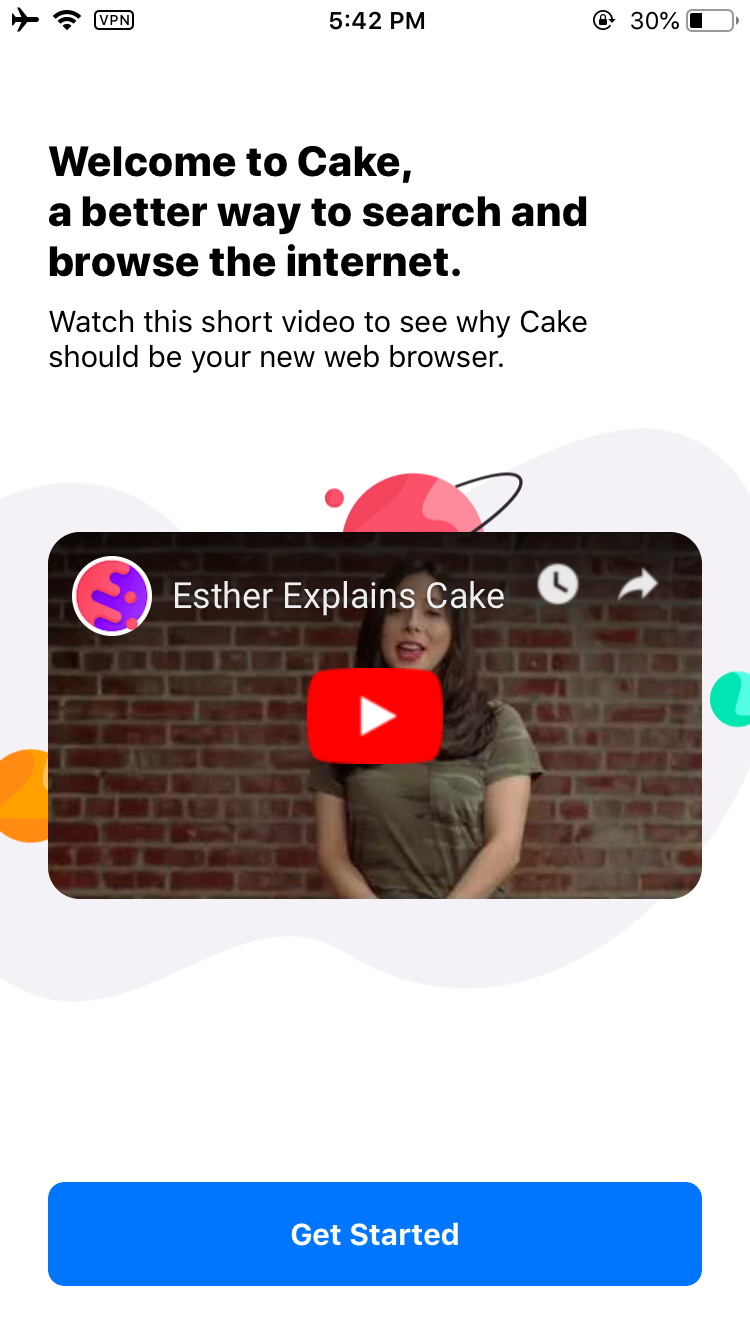 VPN 5:42 PM 30%
Welcome to Cake,
a better way to search and
browse the internet.
Watch this short video to see why Cake
should be your new web browser.
Esther Explains Cake
Get Started